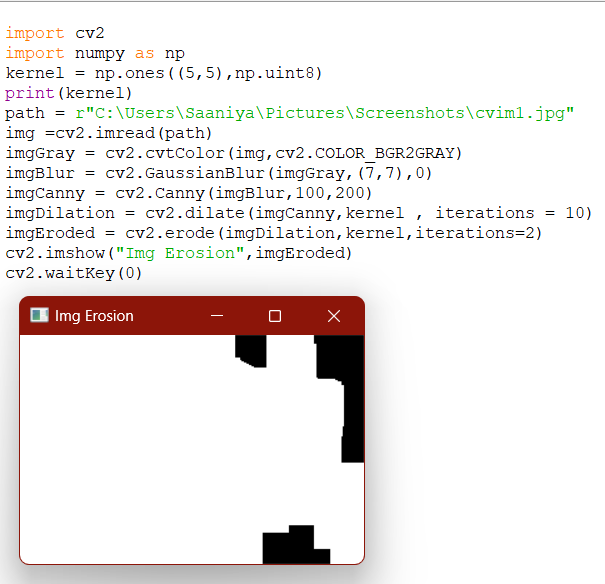 import cv2
import numpy as np
kernel = np.ones((5,5),np.uint8)
print(kernel)
path = r"C:\Users\Saaniya\Pictures\Screenshots\cvim1.jpg"
img =cv2.imread(path)
imgGray = cv2.cvtColor(img,cv2.COLOR_BGR2GRAY)
imgBlur = cv2.GaussianBlur(imgGray,(7,7),0)
imgCanny = cv2.Canny(imgBlur,100,200)
imgDilation = cv2.dilate(imgCanny,kernel , iterations = 10)
imgEroded = cv2.erode(imgDilation,kernel,iterations=2)
cv2.imshow("Img Erosion",imgEroded)
cv2.waitKey(0)
Img Erosion